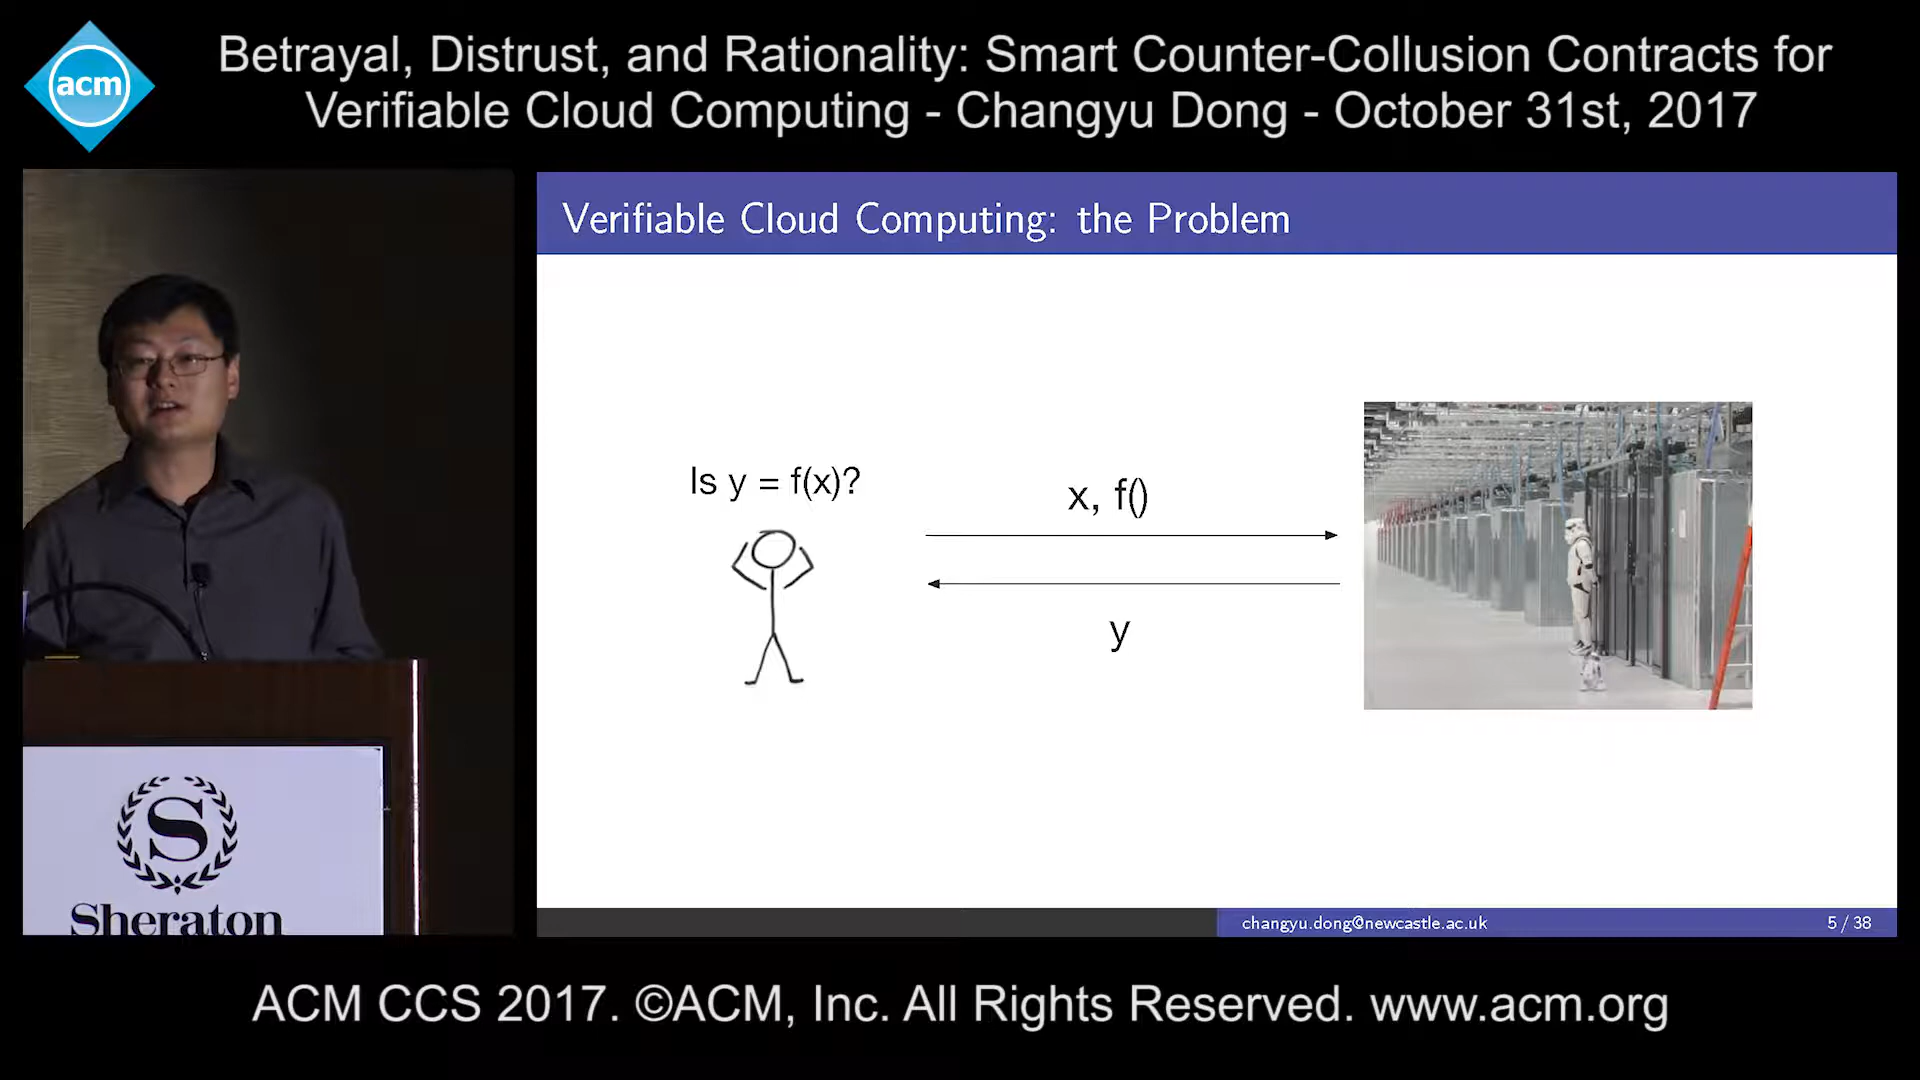 acm
Betrayal, Distrust, and Rationality: Smart Counter-Collusion Contracts for
Verifiable Cloud Computing - Changyu Dong - October 31st, 2017
Verifiable Cloud Computing: the Problem
Is y = f(x)?
x, f()
y
S
Sheraton
changyu.dong@newcastle.ac.uk
5 / 38
ACM CCS 2017. ©ACM, Inc. All Rights Reserved. www.acm.org